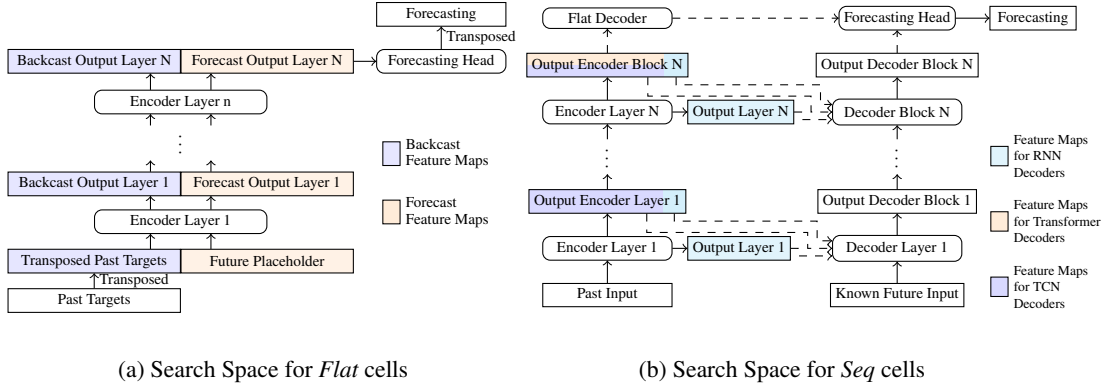 Forecasting
Transposed
Backcast Output Layer N
Forecast Output Layer N
Forecasting Head
Encoder Layer n
Backcast Output Layer 1
Forecast Output Layer 1
Encoder Layer 1
Transposed Past Targets
Future Placeholder
Transposed
Past Targets
Backcast
Feature Maps
Forecast
Feature Maps
(a) Search Space for Flat cells
Flat Decoder
Forecasting Head
Forecasting
Output Encoder Block N
Output Decoder Block N
Encoder Layer N
Output Layer N
Decoder Block N
Output Encoder Layer 1
Output Decoder Block 1
Encoder Layer 1
Output Layer 1
Decoder Layer 1
Past Input
Known Future Input
Feature Maps
for RNN
Decoders
Feature Maps
for Transformer
Decoders
Feature Maps
for TCN
Decoders
(b) Search Space for Seq cells